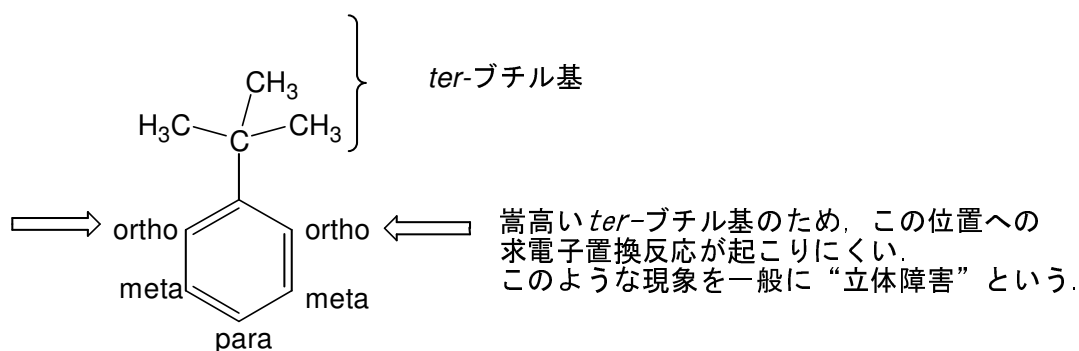 CH3
ter-ブチル基
H3C
C
CH3
ortho
ortho
嵩高いter-ブチル基のため，この位置への
求電子置換反応が起こりにくい．
このような現象を一般に“立体障害”という．
meta
meta
para